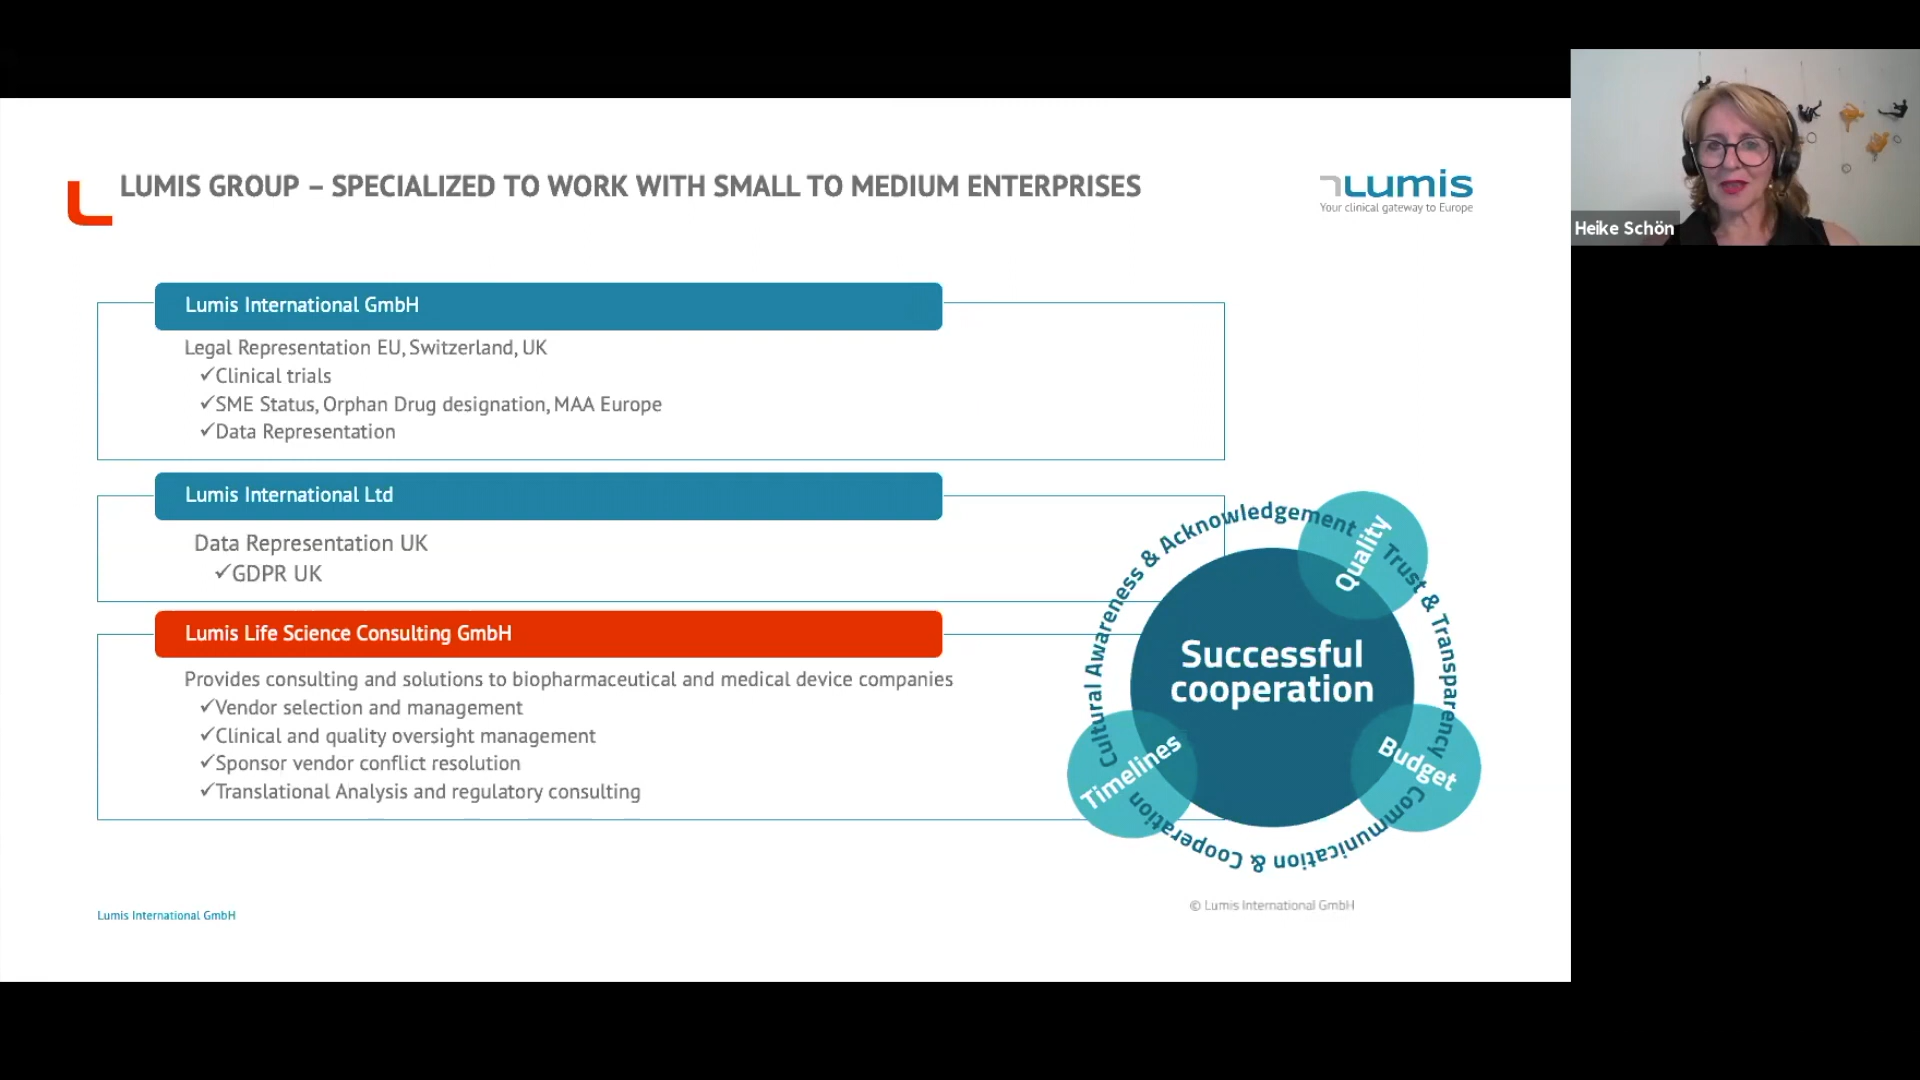 LUMIS GROUP – SPECIALIZED TO WORK WITH SMALL TO MEDIUM ENTERPRISES
Lumis
Your clinical gateway to Europe
Heike Schön
Lumis International GmbH
Legal Representation EU, Switzerland, UK
✓Clinical trials
✓SME Status, Orphan Drug designation, MAA Europe
✓Data Representation
Lumis International Ltd
Data Representation UK
✓GDPR UK
Lumis Life Science Consulting GmbH
Provides consulting and solutions to biopharmaceutical and medical device companies
✓Vendor selection and management
✓Clinical and quality oversight management
✓Sponsor vendor conflict resolution
✓Translational Analysis and regulatory consulting
Cultural Awareness & Acknowledgement
Trust & Transparency
Communication & Cooperation
Quality
Successful
cooperation
Timelines
Budget
© Lumis International GmbH
Lumis International GmbH